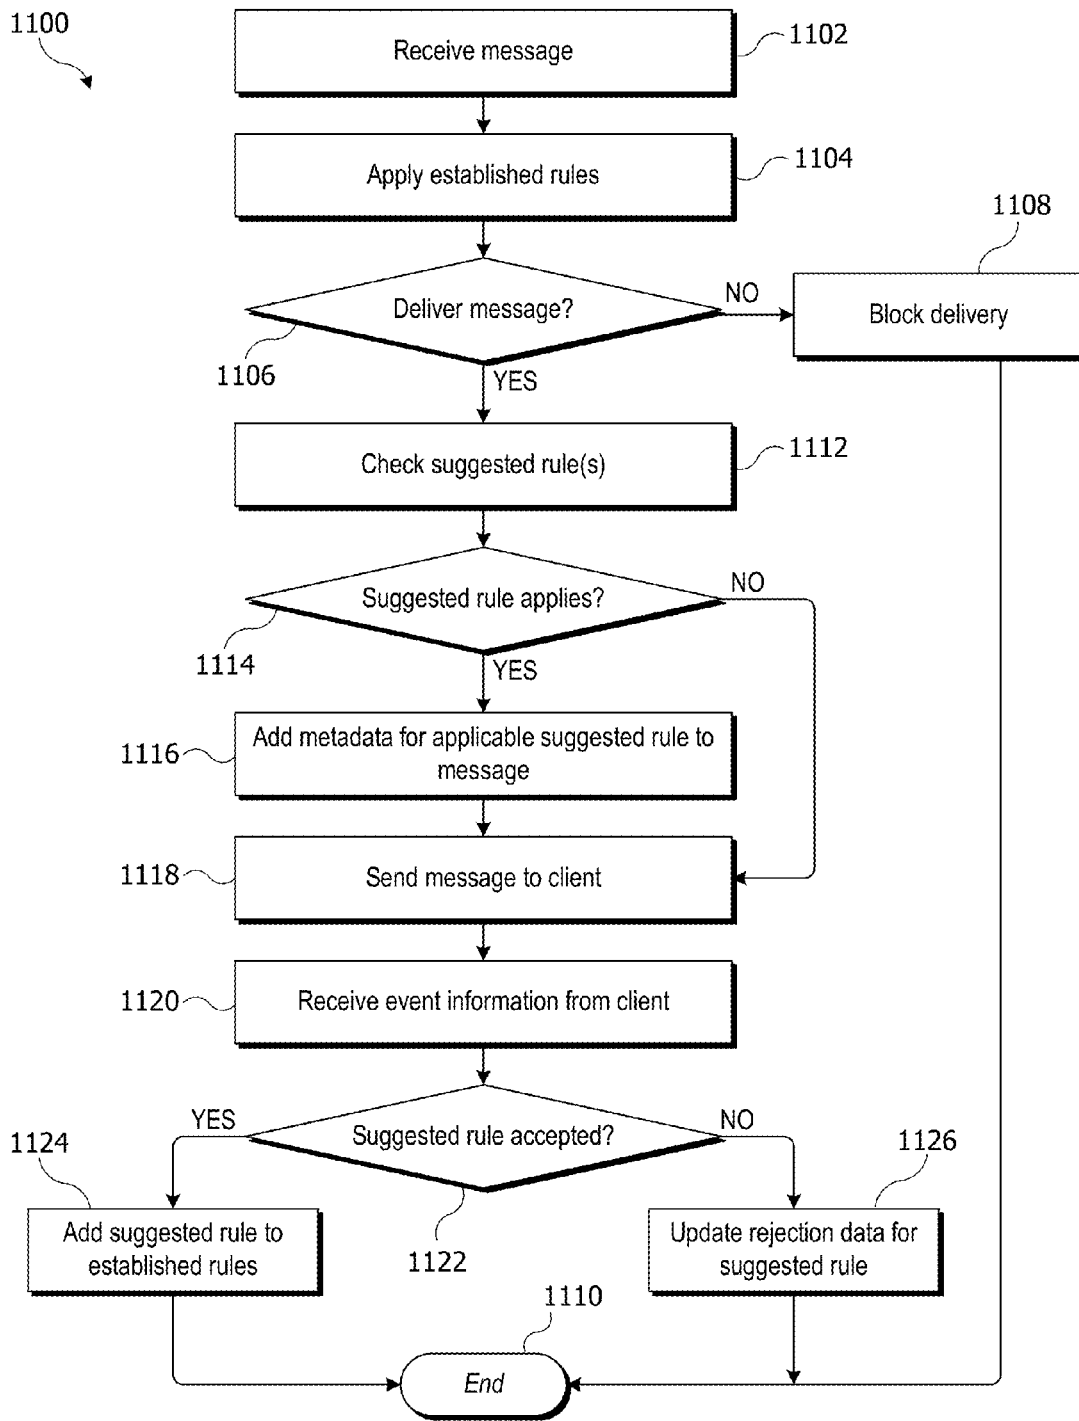 1100
Receive message
1102
Apply established rules
1104
1108
Deliver message?
NO
Block delivery
1106
YES
Check suggested rule(s)
1112
Suggested rule applies?
NO
1114
YES
1116
Add metadata for applicable suggested rule to
message
1118
Send message to client
1120
Receive event information from client
YES
Suggested rule accepted?
NO
1124
1126
Add suggested rule to
established rules
1122
Update rejection data for
suggested rule
1110
End